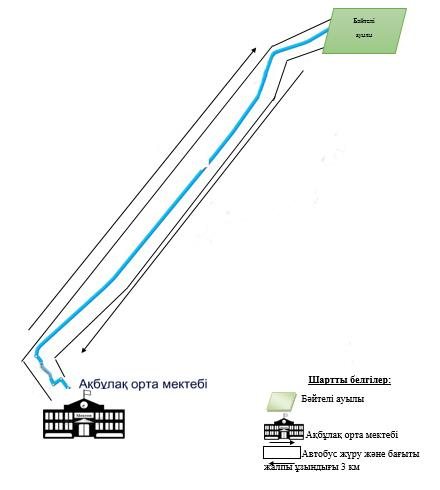 Бәйтелі
ауылы
Ақбұлақ орта мектебі
Мектеп
Шартты белгілер:
Бәйтелі ауылы
Ақбұлақ орта мектебі
Автобус жүру және бағыты
жалпы ұзындығы 3 км